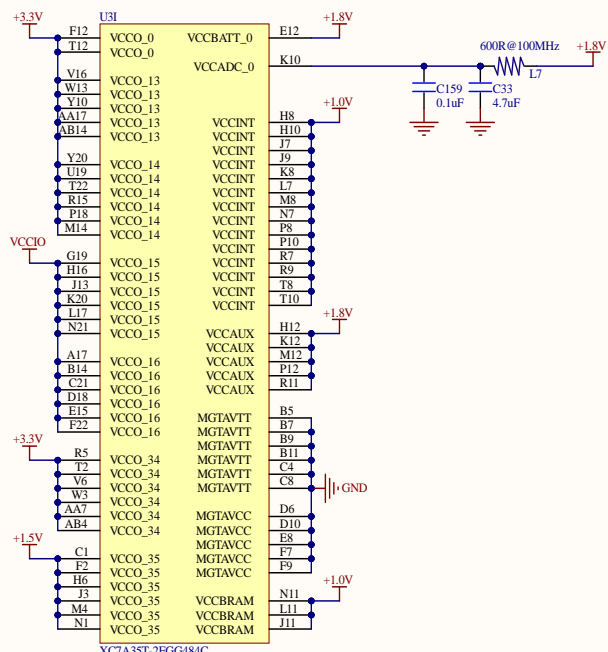 U3I
+3.3V
F12 VCCO_0
T12 VCCO_0
V16 VCCO_13
W13 VCCO_13
Y10 VCCO_13
AA17 VCCO_13
AB14 VCCO_13
Y20 VCCO_14
U19 VCCO_14
T22 VCCO_14
R15 VCCO_14
P18 VCCO_14
M14 VCCO_14
VCCIO
G19 VCCO_15
H16 VCCO_15
J13 VCCO_15
K20 VCCO_15
L17 VCCO_15
N21 VCCO_15
A17 VCCO_16
B14 VCCO_16
C21 VCCO_16
D18 VCCO_16
E15 VCCO_16
F22 VCCO_16
+3.3V
R5 VCCO_34
T2 VCCO_34
V6 VCCO_34
W3 VCCO_34
AA7 VCCO_34
AB4 VCCO_34
+1.5V
C1 VCCO_35
F2 VCCO_35
H6 VCCO_35
J3 VCCO_35
M4 VCCO_35
N1 VCCO_35
VCCBATT_0 E12
+1.8V
VCCADC_0 K10
600R@100MHz
L7
+1.8V
C159
0.1uF
C33
4.7uF
+1.0V
VCCINT H8
VCCINT H10
VCCINT J7
VCCINT J9
VCCINT K8
VCCINT L7
VCCINT M8
VCCINT N7
VCCINT P8
VCCINT P10
VCCINT R7
VCCINT R9
VCCINT T8
VCCINT T10
+1.8V
VCCAUX H12
VCCAUX K12
VCCAUX M12
VCCAUX P12
VCCAUX R11
MGTAVTT B5
MGTAVTT B7
MGTAVTT B9
MGTAVTT B11
MGTAVTT C4
MGTAVTT C8
GND
MGTAVCC D6
MGTAVCC D10
MGTAVCC E8
MGTAVCC F7
MGTAVCC F9
+1.0V
VCCBRAM N11
VCCBRAM L11
VCCBRAM J11
XC7A35T-2FGG484C